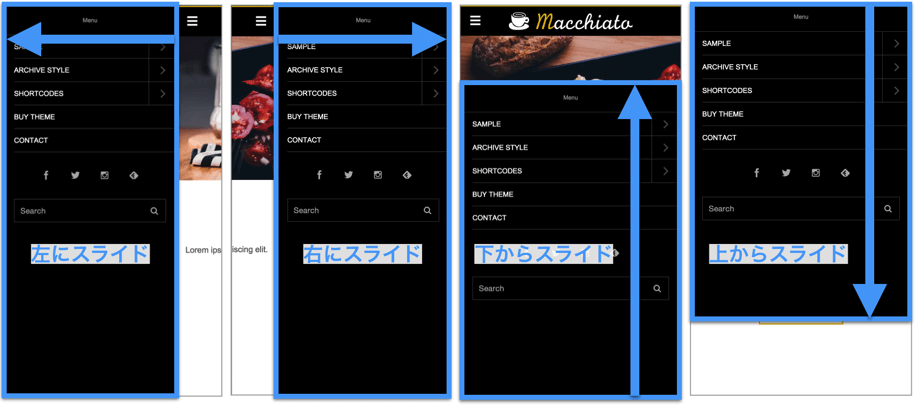 Menu
SAMPLE
ARCHIVE STYLE
SHORTCODES
BUY THEME
CONTACT
Search
左にスライド
Lorem ips
Menu
SAMPLE
ARCHIVE STYLE
SHORTCODES
BUY THEME
CONTACT
Search
右にスライド
iscing elit.
Macchiato
Menu
SAMPLE
ARCHIVE STYLE
SHORTCODES
BUY THEME
CONTACT
下からスライド
Search
Menu
SAMPLE
ARCHIVE STYLE
SHORTCODES
BUY THEME
CONTACT
Search
上からスライド